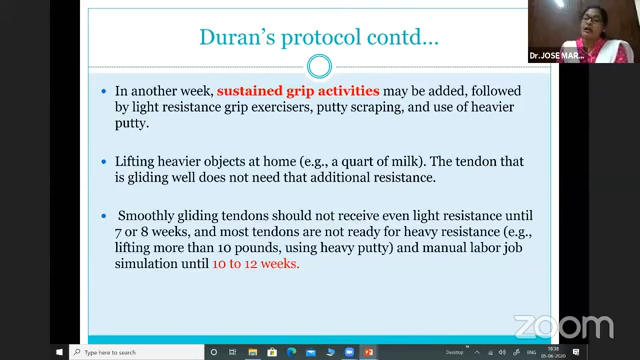 Duran's protocol contd...
In another week, sustained grip activities may be added, followed
by light resistance grip exercisers, putty scraping, and use of heavier
putty.
Lifting heavier objects at home (e.g., a quart of milk). The tendon that
is gliding well does not need that additional resistance.
Smoothly gliding tendons should not receive even light resistance until
7 or 8 weeks, and most tendons are not ready for heavy resistance (e.g.,
lifting more than 10 pounds, using heavy putty) and manual labor job
simulation until 10 to 12 weeks.
Dr.JOSE MAR...
zoom
Type here to search
Desktop
05-06-2020